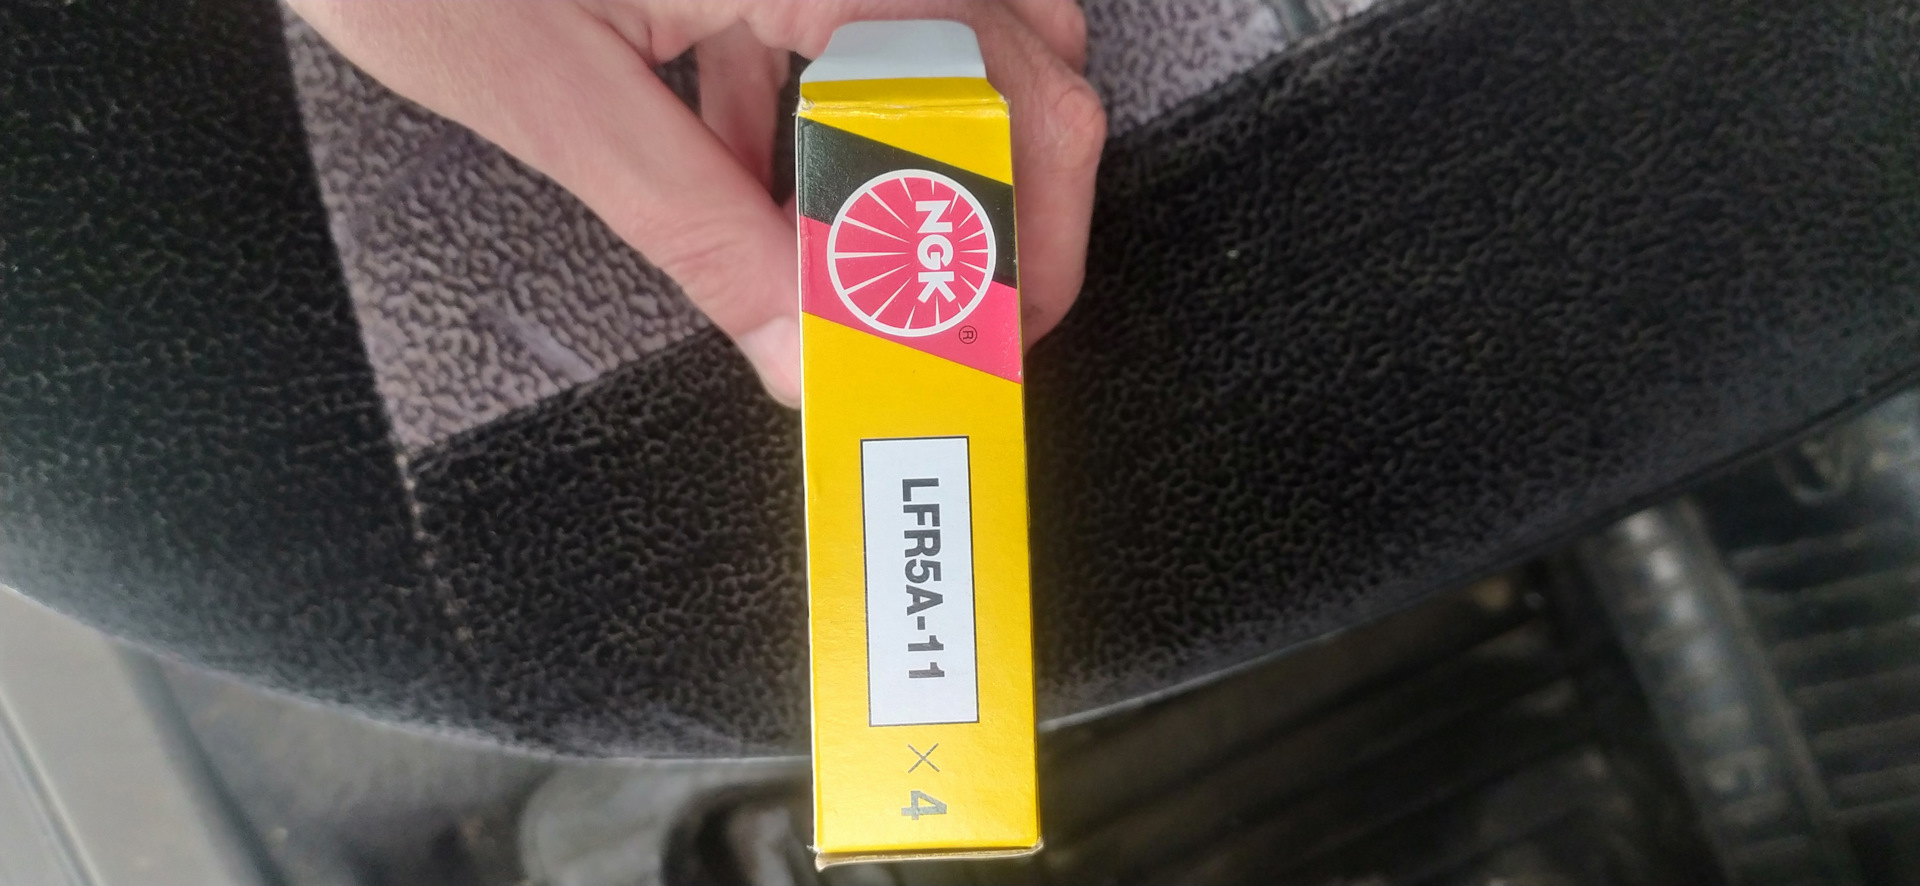 NGK
®
LFR5A-11
× 4